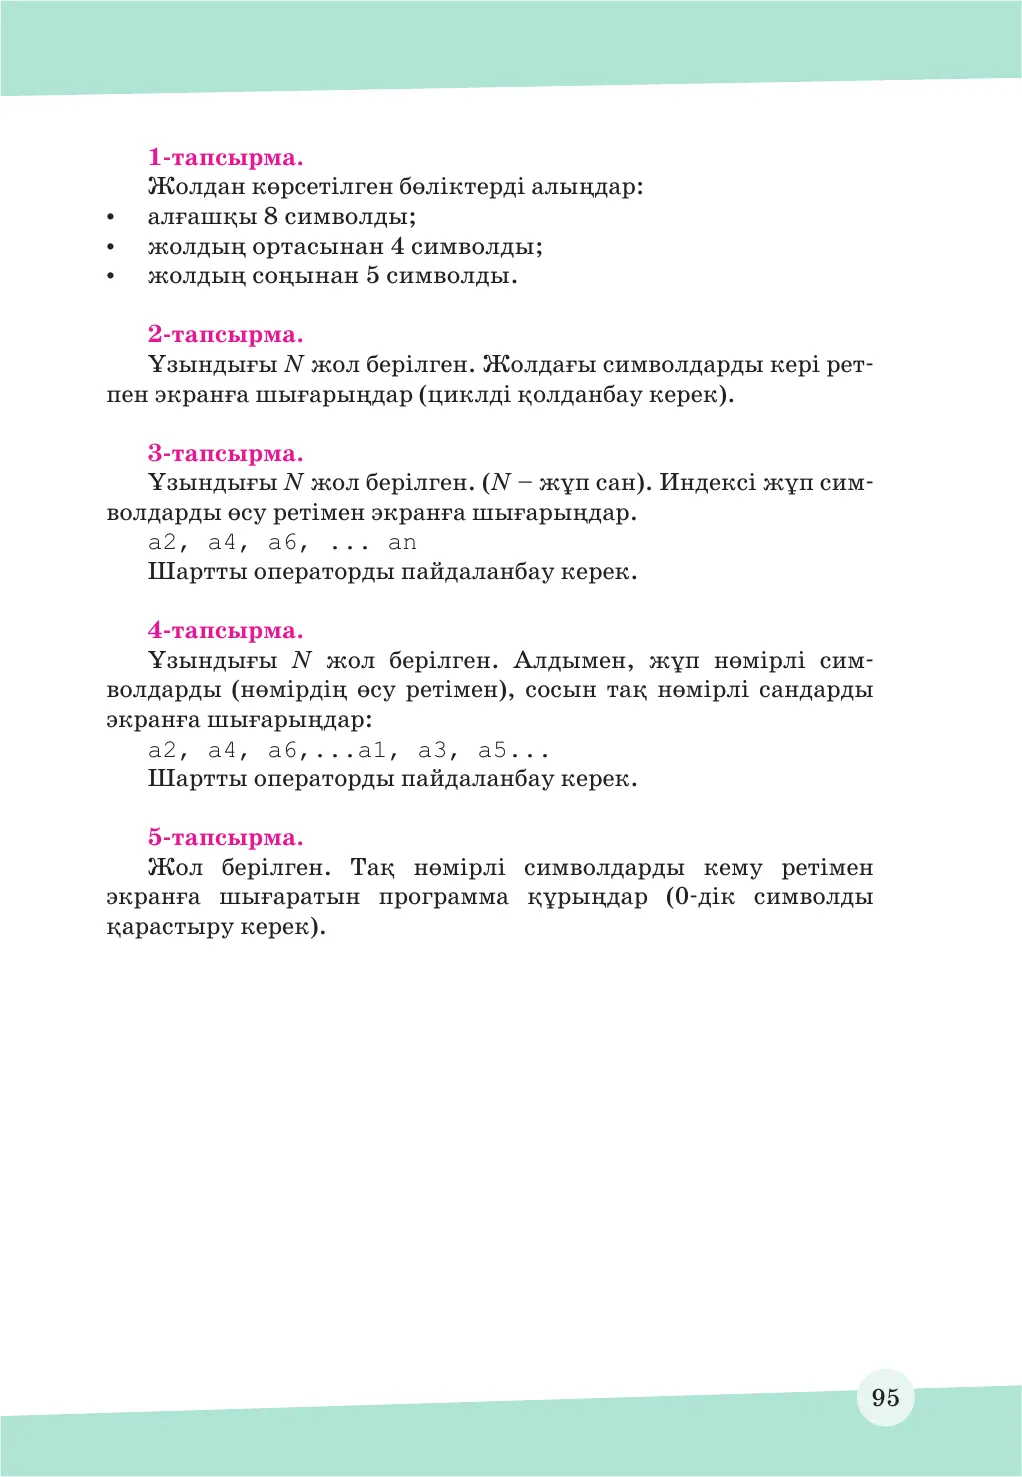 1-тапсырма.
Жолдан көрсетілген бөліктерді алыңдар:
• алғашқы 8 символды;
• жолдың ортасынан 4 символды;
• жолдың соңынан 5 символды.
2-тапсырма.
Ұзындығы N жол берілген. Жолдағы символдарды кері рет-
пен экранға шығарыңдар (циклді қолданбау керек).
3-тапсырма.
Ұзындығы N жол берілген. (N – жұп сан). Индексі жұп сим-
волдарды өсу ретімен экранға шығарыңдар.
a2, a4, a6, ... an
Шартты операторды пайдаланбау керек.
4-тапсырма.
Ұзындығы N жол берілген. Алдымен, жұп нөмірлі сим-
волдарды (нөмірдің өсу ретімен), сосын тақ нөмірлі сандарды
экранға шығарыңдар:
a2, a4, a6,...a1, a3, a5...
Шартты операторды пайдаланбау керек.
5-тапсырма.
Жол берілген. Тақ нөмірлі символдарды кему ретімен
экранға шығаратын программа құрыңдар (0-дік символды
қарастыру керек).
95